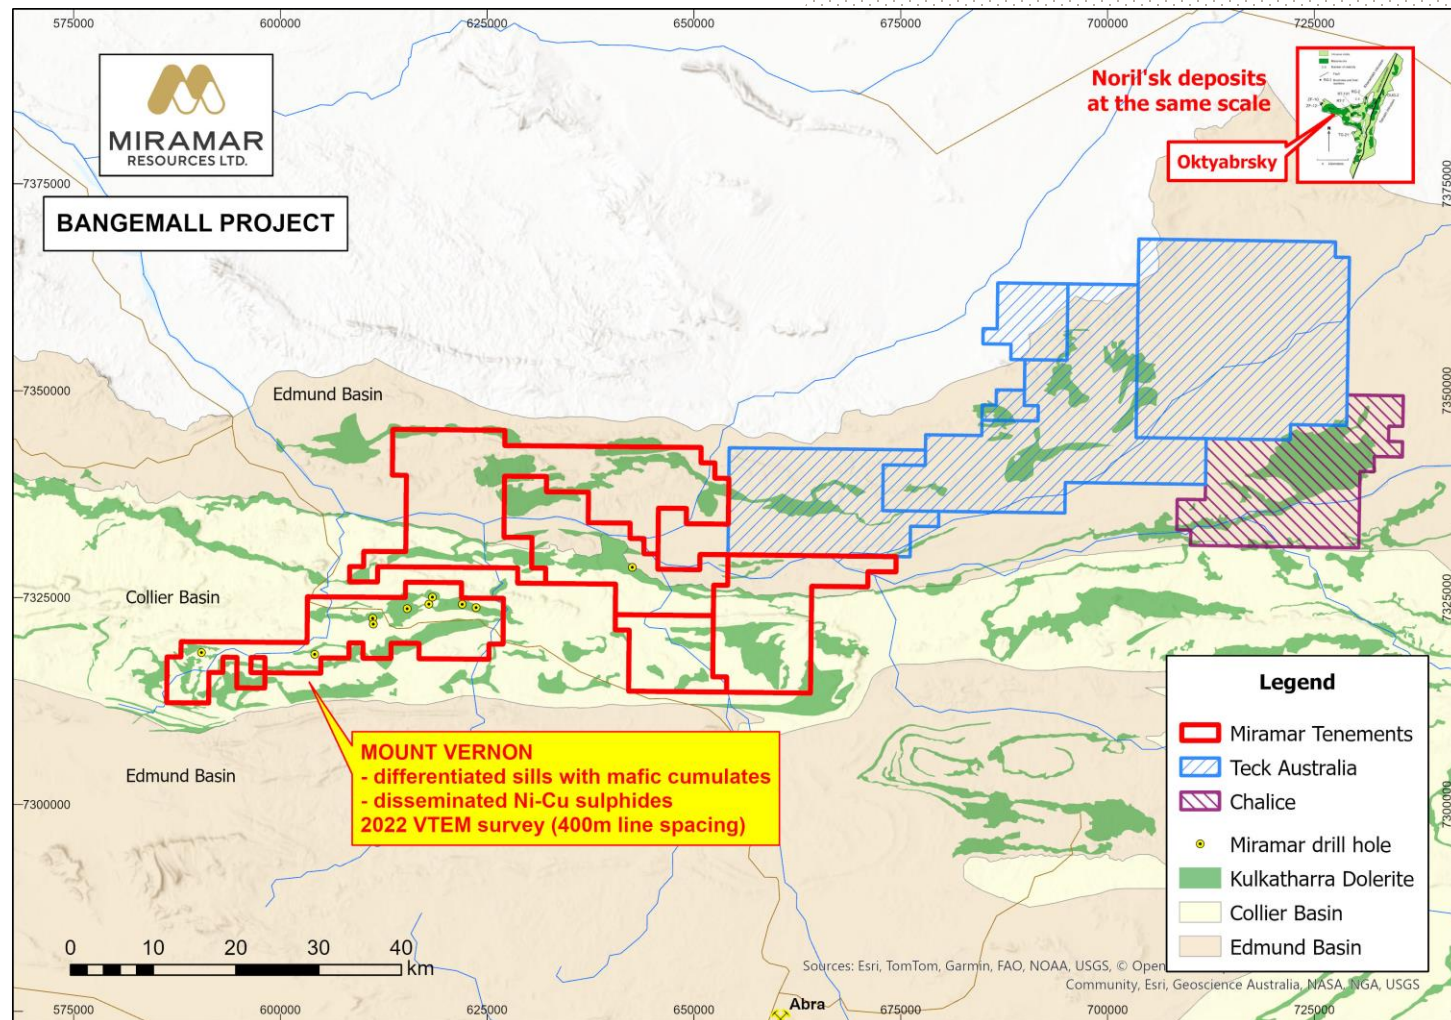 575000 600000 625000 650000 675000 700000 725000
MIRAMAR
RESOURCES LTD.
BANGEMALL PROJECT
Noril'sk deposits
at the same scale
Oktyabrsky
7375000
7375000
7350000
7350000
7325000
7325000
7300000
7300000
Edmund Basin
Collier Basin
Edmund Basin
MOUNT VERNON
- differentiated sills with mafic cumulates
- disseminated Ni-Cu sulphides
2022 VTEM survey (400m line spacing)
Legend
Miramar Tenements
Teck Australia
Chalice
Miramar drill hole
Kulkatharra Dolerite
Collier Basin
Edmund Basin
0 10 20 30 40
km
Sources: Esri, TomTom, Garmin, FAO, NOAA, USGS, © Open
Community, Esri, Geoscience Australia, NASA, NGA, USGS
Abra
575000 600000 625000 650000 675000 700000 725000